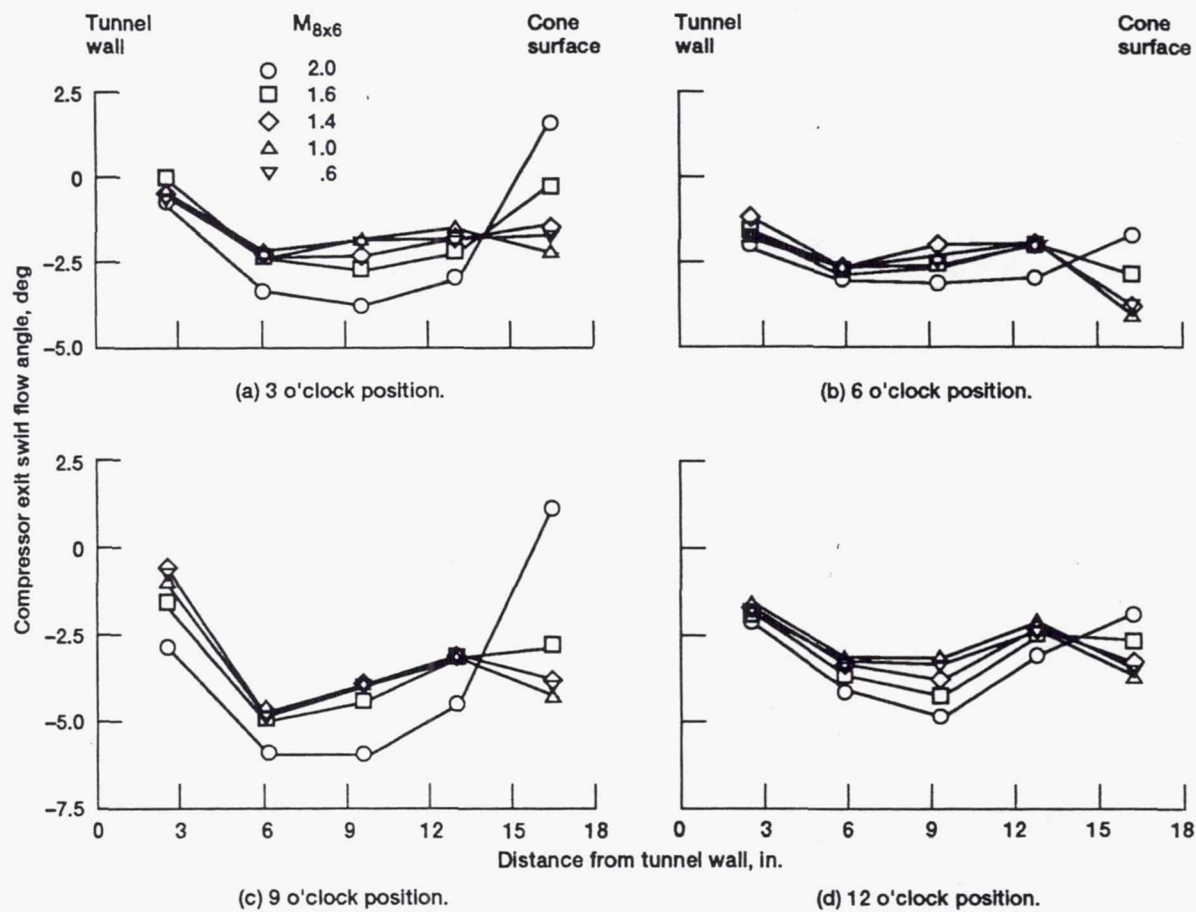 Tunnel wall
M8x6
Cone surface
2.0
1.6
1.4
1.0
.6
Tunnel wall
Cone surface
Compressor exit swirl flow angle, deg
2.5
0
−2.5
−5.0
(a) 3 o'clock position.
(b) 6 o'clock position.
2.5
0
−2.5
−5.0
−7.5
0 3 6 9 12 15 18
0 3 6 9 12 15 18
Distance from tunnel wall, in.
(c) 9 o'clock position.
(d) 12 o'clock position.